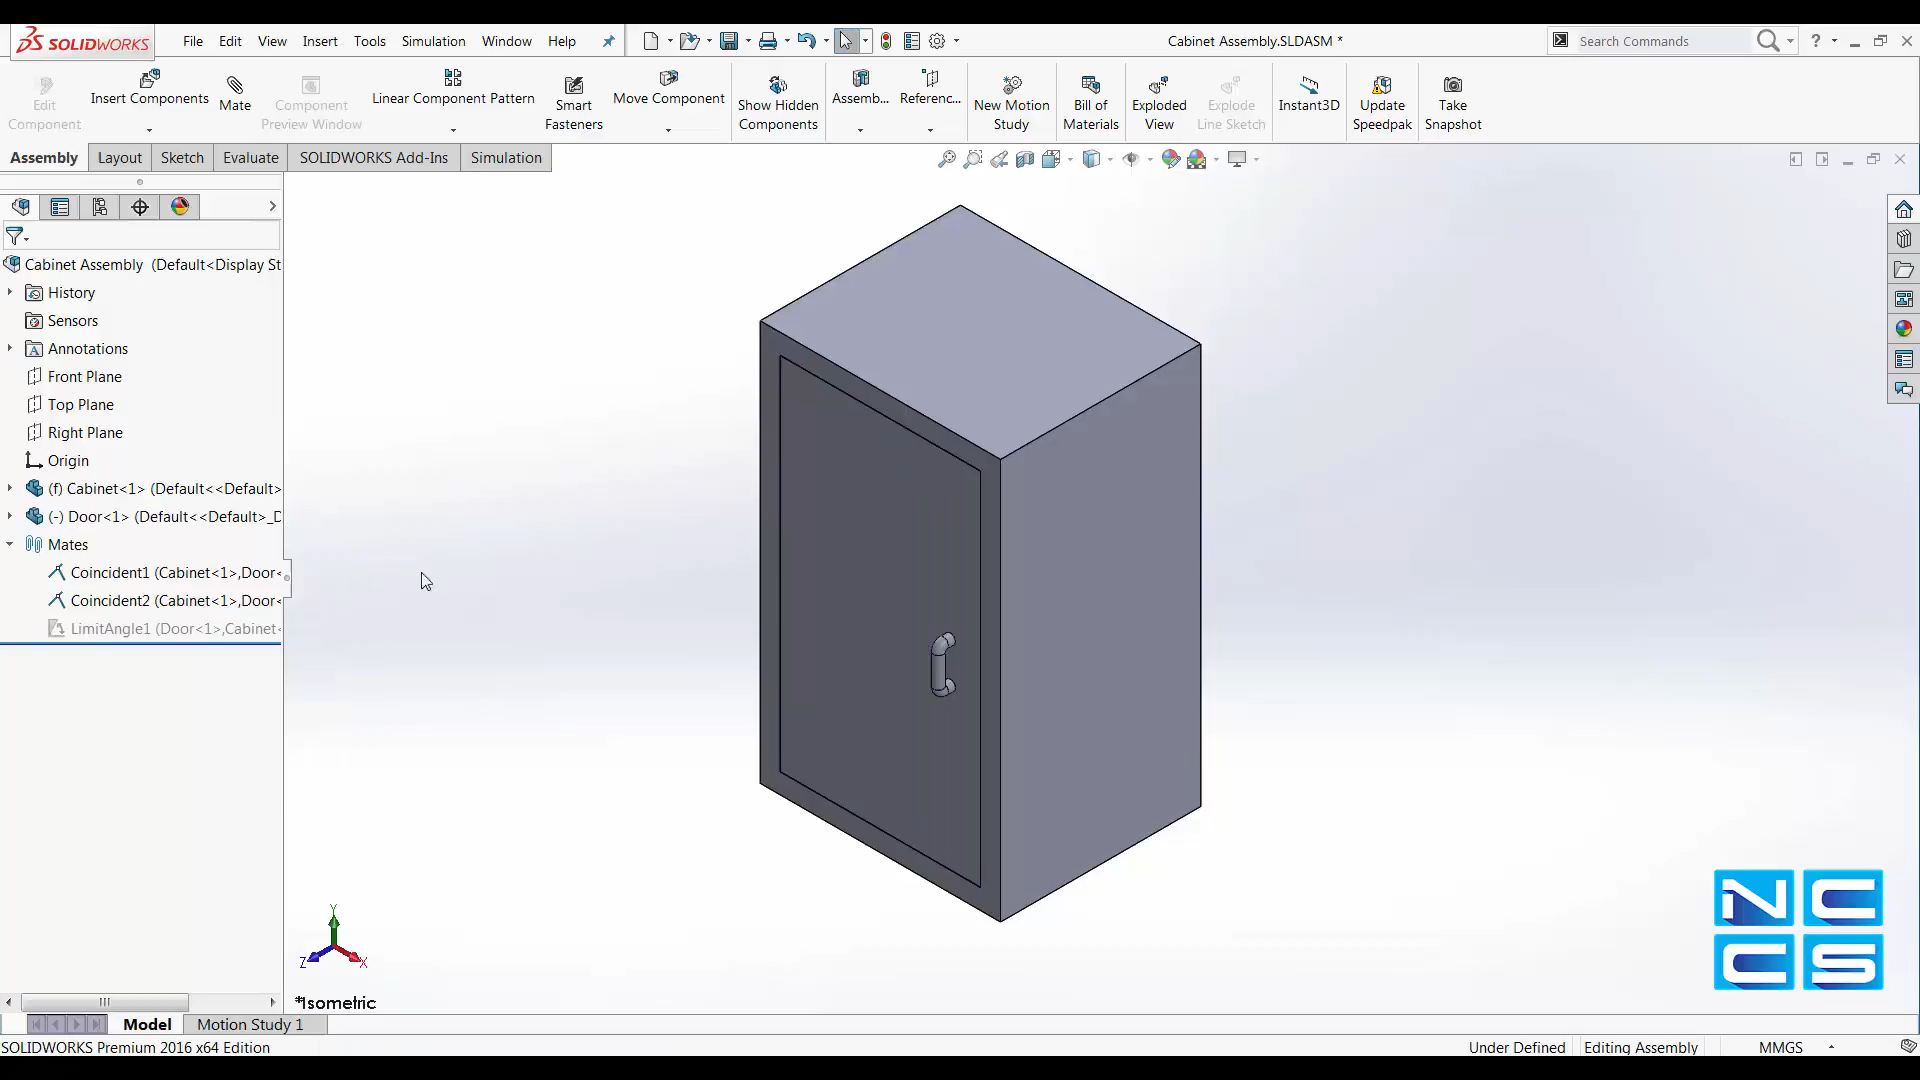 SOLIDWORKS
File Edit View Insert Tools Simulation Window Help
Cabinet Assembly.SLDASM *
Search Commands
?
Edit Component
Insert Components
Mate
Component Preview Window
Linear Component Pattern
Smart Fasteners
Move Component
Show Hidden Components
Assemb...
Referenc...
New Motion Study
Bill of Materials
Exploded View
Explode Line Sketch
Instant3D
Update Speedpak
Take Snapshot
Assembly Layout Sketch Evaluate SOLIDWORKS Add-Ins Simulation
Cabinet Assembly (Default<Display St
History
Sensors
A Annotations
Front Plane
Top Plane
Right Plane
Origin
(f) Cabinet<1> (Default<<Default>
(-) Door<1> (Default<<Default>_D
Mates
Coincident1 (Cabinet<1>,Door<
Coincident2 (Cabinet<1>,Door<
LimitAngle1 (Door<1>,Cabinet<
Y
Z X
*Isometric
NCCS
Model Motion Study 1
SOLIDWORKS Premium 2016 x64 Edition
Under Defined Editing Assembly MMGS